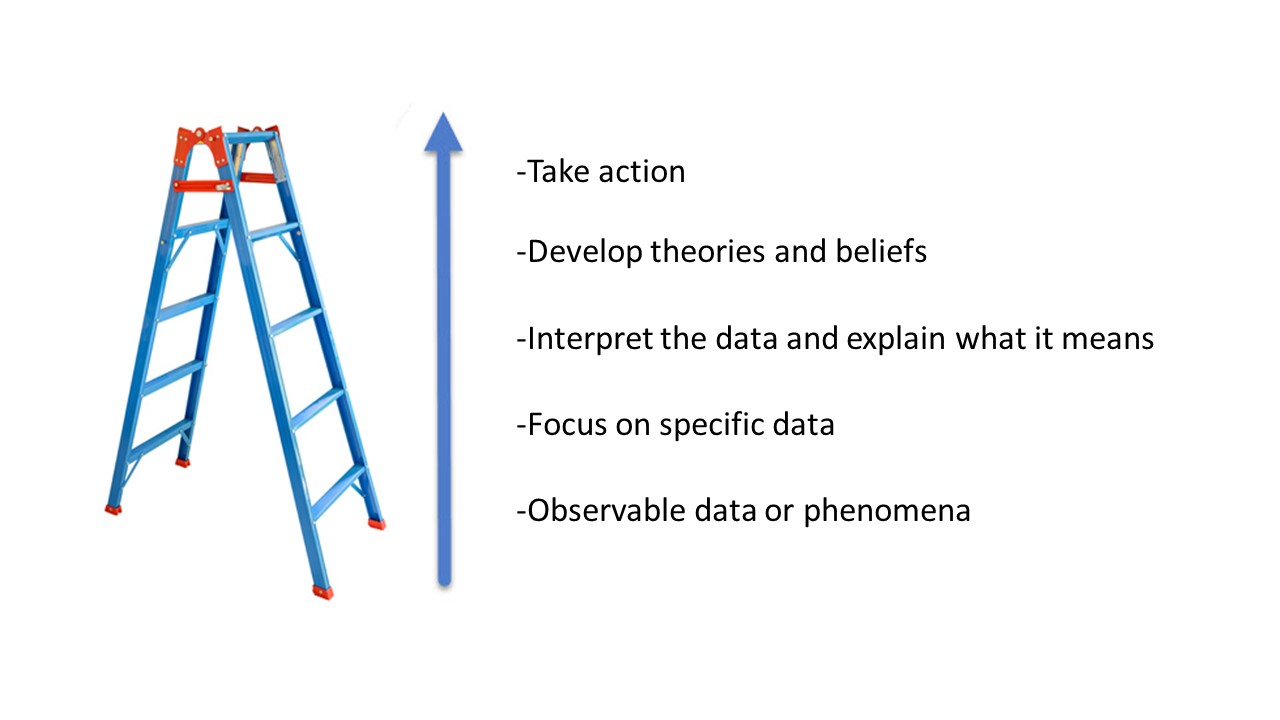 -Take action
-Develop theories and beliefs
-Interpret the data and explain what it means
-Focus on specific data
-Observable data or phenomena